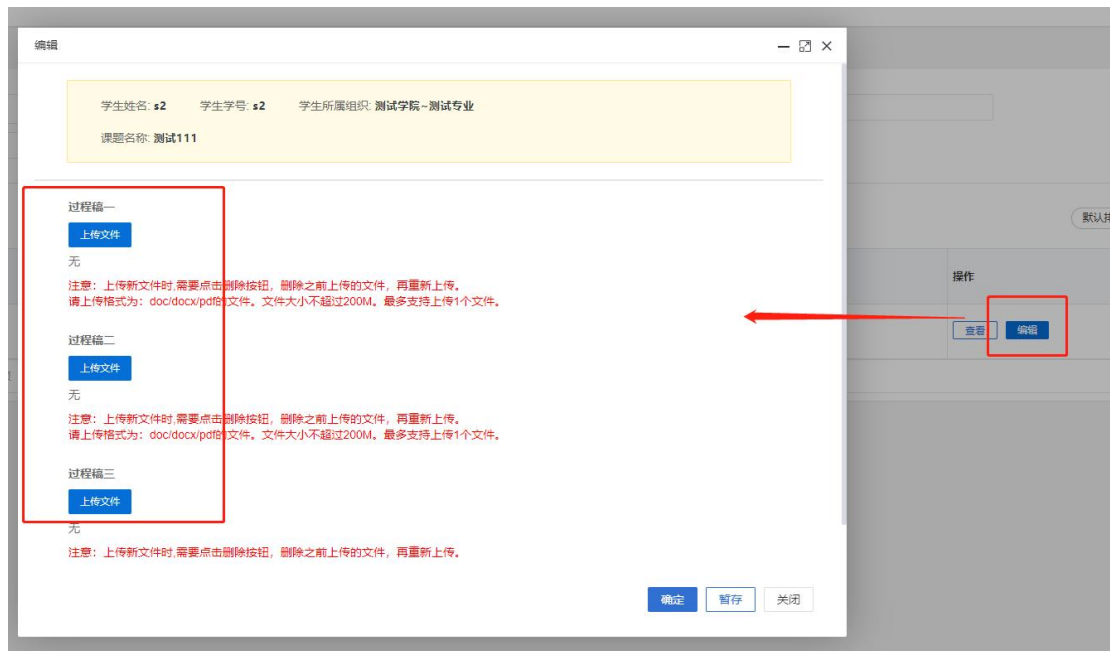 编辑
学生姓名: s2 学生学号: s2 学生所属组织: 测试学院~测试专业
课题名称: 测试111
过程稿一
上传文件
无
注意：上传新文件时,需要点击删除按钮，删除之前上传的文件，再重新上传。
请上传格式为：doc/docx/pdf的文件。文件大小不超过200M。最多支持上传1个文件。
过程稿二
上传文件
无
注意：上传新文件时,需要点击删除按钮，删除之前上传的文件，再重新上传。
请上传格式为：doc/docx/pdf的文件。文件大小不超过200M。最多支持上传1个文件。
过程稿三
上传文件
无
注意：上传新文件时,需要点击删除按钮，删除之前上传的文件，再重新上传。
确定 暂存 关闭
默认排
操作
查看 编辑